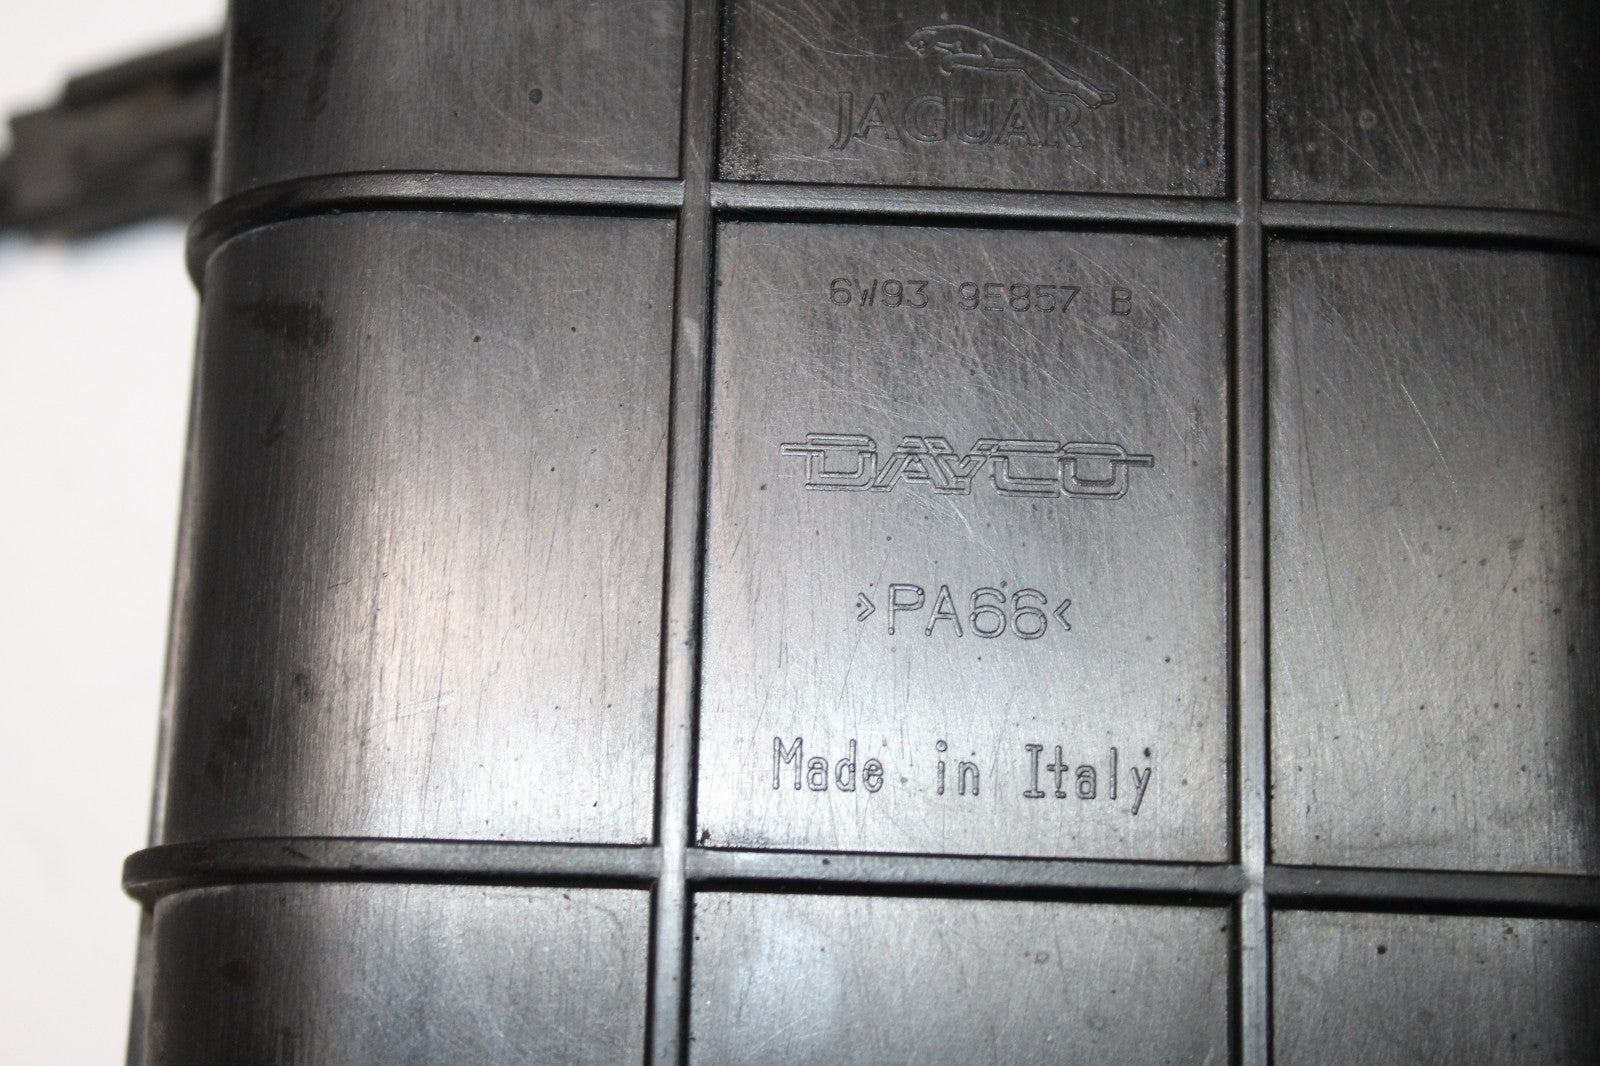 JAGUAR
6W93 9E857 B
DAYCO
>PA66<
Made in Italy